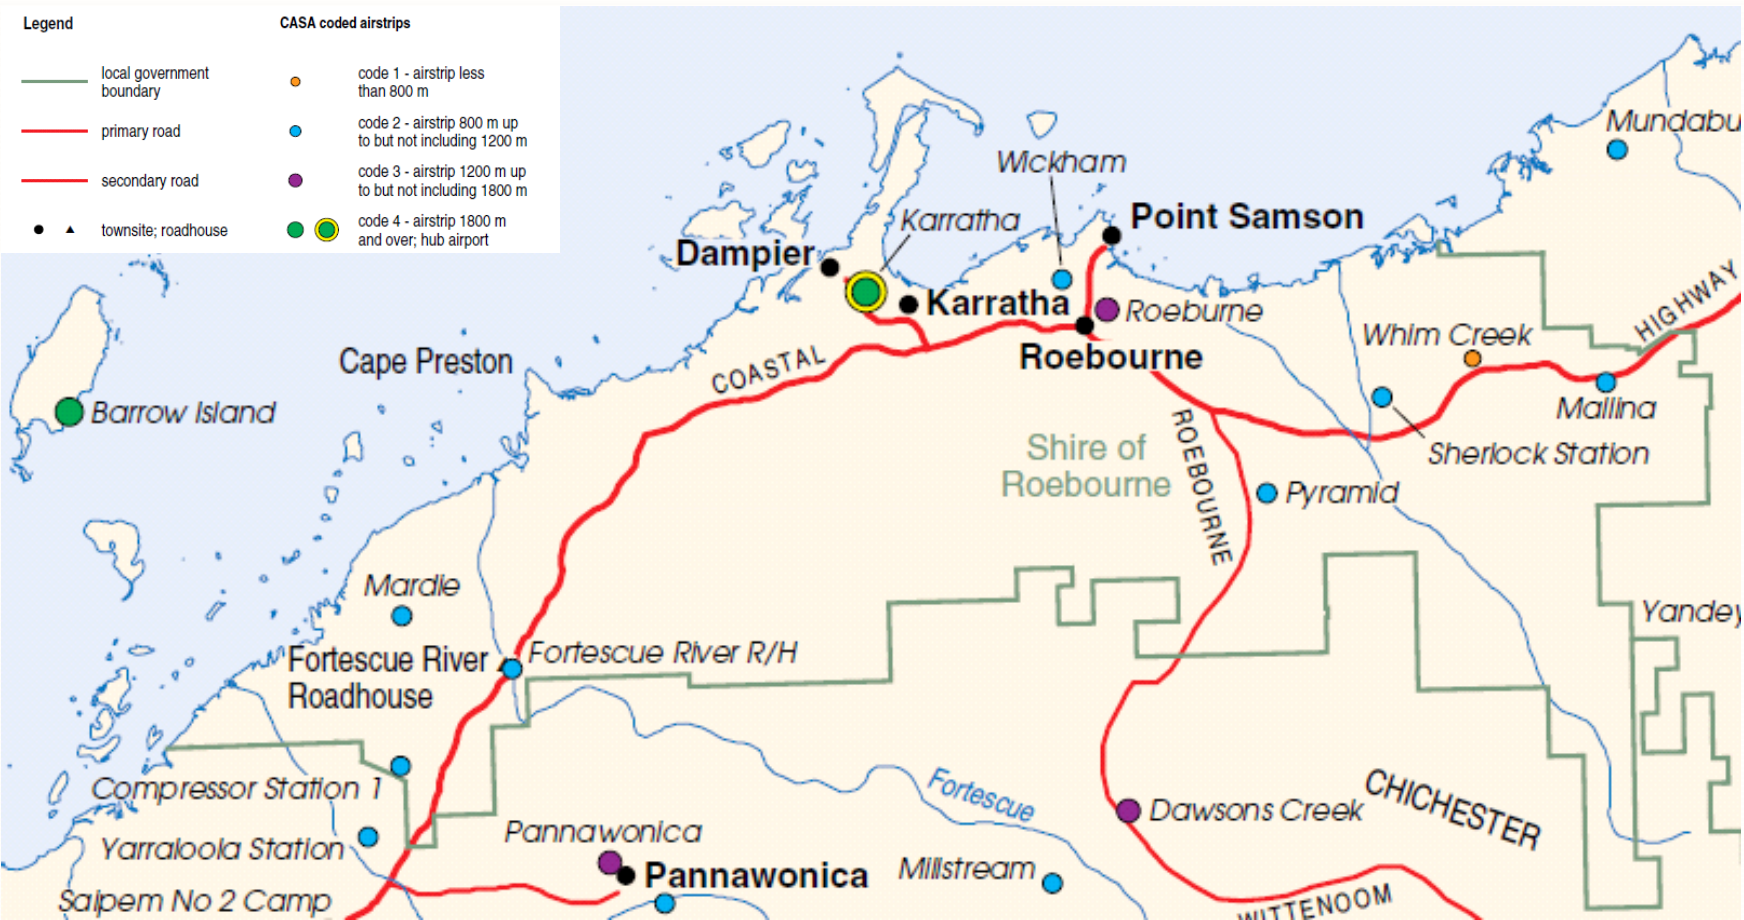 Legend
CASA coded airstrips
local government
boundary
code 1 - airstrip less
than 800 m
primary road
code 2 - airstrip 800 m up
to but not including 1200 m
secondary road
code 3 - airstrip 1200 m up
to but not including 1800 m
townsite; roadhouse
code 4 - airstrip 1800 m
and over; hub airport
Mundabu
Wickham
Karratha
Point Samson
Dampier
Karratha
Roeburne
HIGHWAY
Whim Creek
Cape Preston
COASTAL
Roebourne
Barrow Island
Mallina
Shire of
Roebourne
ROEBOURNE
Sherlock Station
Pyramid
Mardie
Yandey
Fortescue River
Roadhouse
Fortescue River R/H
Compressor Station 1
Fortescue
CHICHESTER
Dawsons Creek
Yarraloola Station
Pannawonica
Pannawonica
Millstream
Salpem No 2 Camp
WITTENOOM